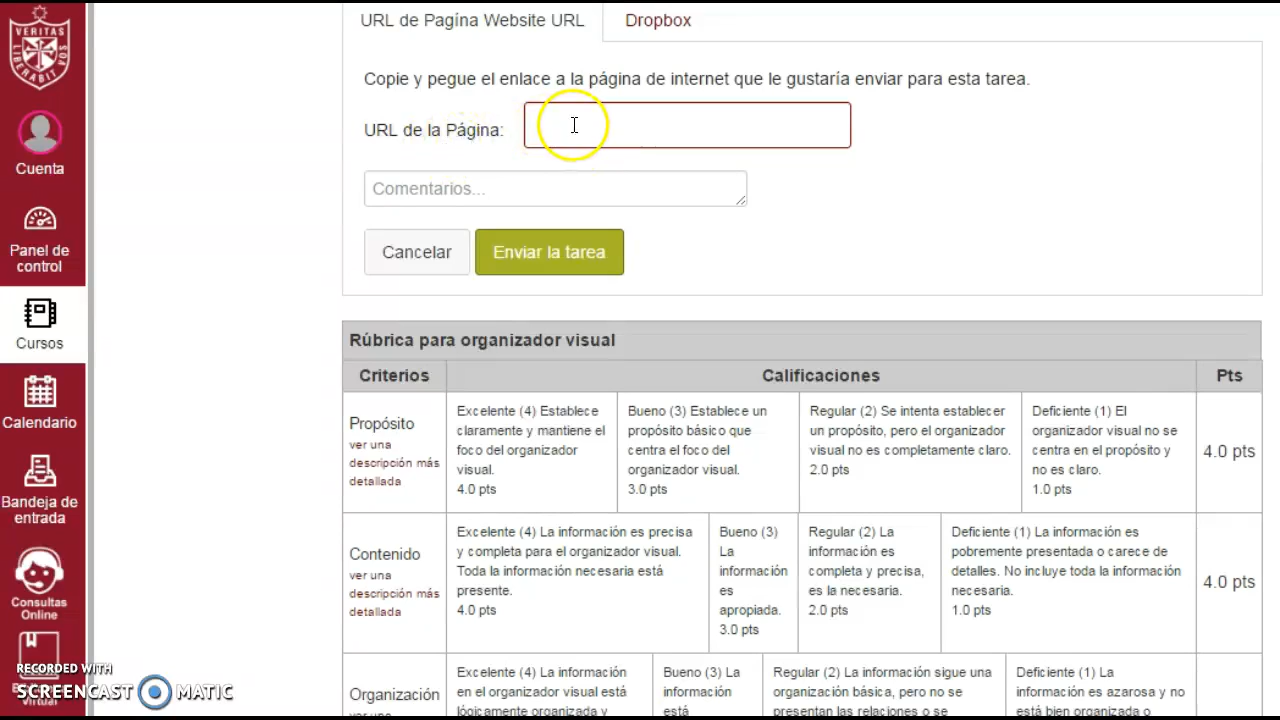 VERITAS
LIBERABIT
VOS
Cuenta
Panel de
control
Cursos
Calendario
Bandeja de
entrada
Consultas
Online
Virtual
RECORDED WITH
SCREENCAST MATIC
URL de Pagína Website URL
Dropbox
Copie y pegue el enlace a la página de internet que le gustaría enviar para esta tarea.
URL de la Página:
Comentarios...
Cancelar
Enviar la tarea
Rúbrica para organizador visual
Criterios
Calificaciones
Pts
Propósito
ver una
descripción más
detallada
Excelente (4) Establece
claramente y mantiene el
foco del organizador
visual.
4.0 pts
Bueno (3) Establece un
propósito básico que
centra el foco del
organizador visual.
3.0 pts
Regular (2) Se intenta establecer
un propósito, pero el organizador
visual no es completamente claro.
2.0 pts
Deficiente (1) El
organizador visual no se
centra en el propósito y
no es claro.
1.0 pts
4.0 pts
Contenido
ver una
descripción más
detallada
Excelente (4) La información es precisa
y completa para el organizador visual.
Toda la información necesaria está
presente.
4.0 pts
Bueno (3)
La
información
es
apropiada.
3.0 pts
Regular (2) La
información es
completa y precisa,
es la necesaria.
2.0 pts
Deficiente (1) La información es
pobremente presentada o carece de
detalles. No incluye toda la información
necesaria.
1.0 pts
4.0 pts
Organización
Excelente (4) La información
en el organizador visual está
lógicamente organizada y
Bueno (3) La
información
está
Regular (2) La información sigue una
organización básica, pero no se
presentan las relaciones o se
Deficiente (1) La
información es azarosa y no
está bien organizada o